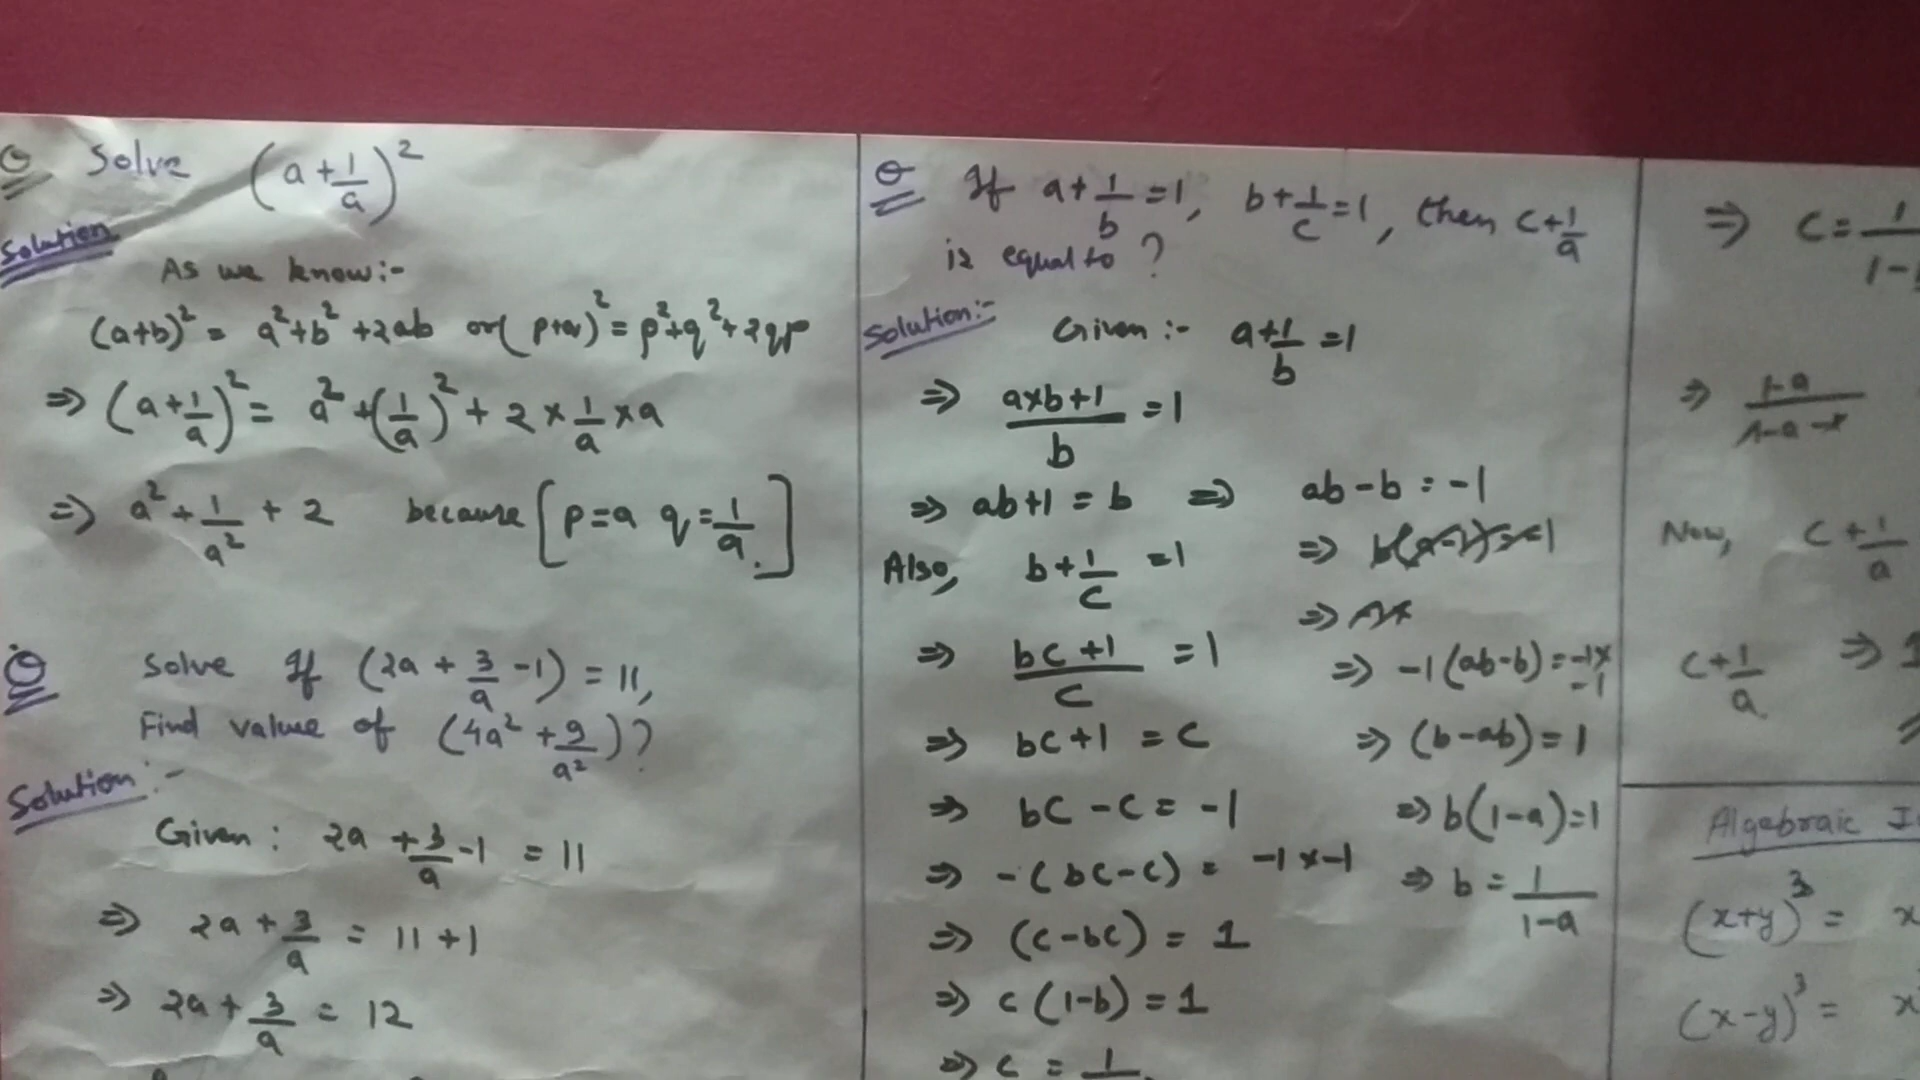 Q Solve (a+1/a)²
Solution
As we know:-
(a+b)² = a²+b²+2ab or (p+q)² = p²+q²+2qp
⇒ (a+1/a)² = a²+(1/a)²+2×1/a×a
⇒ a²+1/a²+2 because [p=a q=1/a.]
Q Solve If (2a+3/a-1)=11,
Find value of (4a²+9/a²)?
Solution:-
Given: 2a+3/a-1=11
⇒ 2a+3/a=11+1
⇒ 2a+3/a=12
Q If a+1/b=1, b+1/c=1, then c+1/a
is equal to?
Solution:- Given:- a+1/b=1
⇒ (a×b+1)/b=1
⇒ ab+1=b ⇒ ab-b=-1
Also, b+1/c=1
⇒ (bc+1)/c=1
⇒ bc+1=c
⇒ bc-c=-1
⇒ -(bc-c)=-1×-1
⇒ (c-bc)=1
⇒ c(1-b)=1
⇒ c=1
⇒ b(a-1)=-1
⇒
⇒ -1(ab-b)=-1×-1
⇒ (b-ab)=1
⇒ b(1-a)=1
⇒ b=1/(1-a)
⇒ c=1/1-
⇒ 1-a
Now, c+1/a
c+1/a. ⇒ 1
Algebraic I
(x+y)³= x
(x-y)³= x